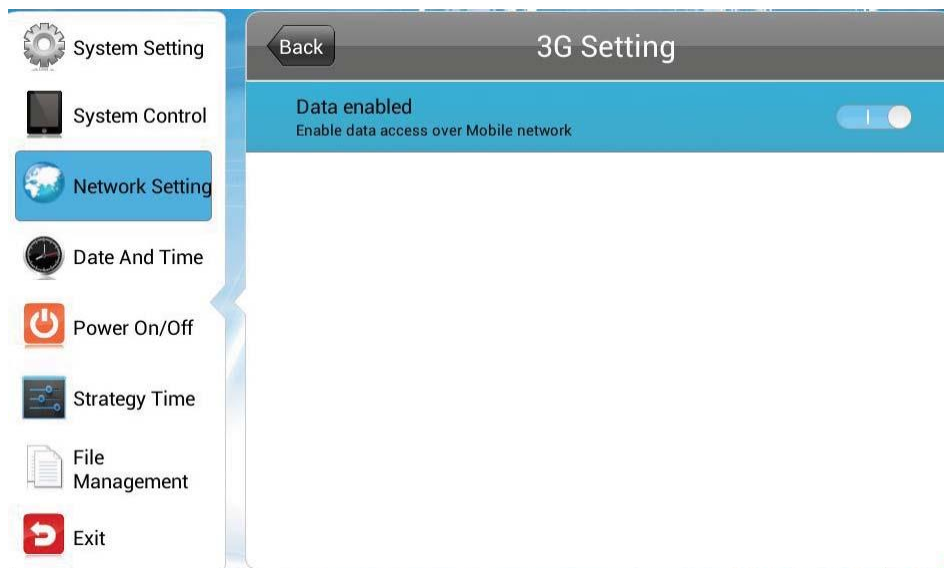 System Setting
System Control
Network Setting
Date And Time
Power On/Off
Strategy Time
File
Management
Exit
Back
3G Setting
Data enabled
Enable data access over Mobile network